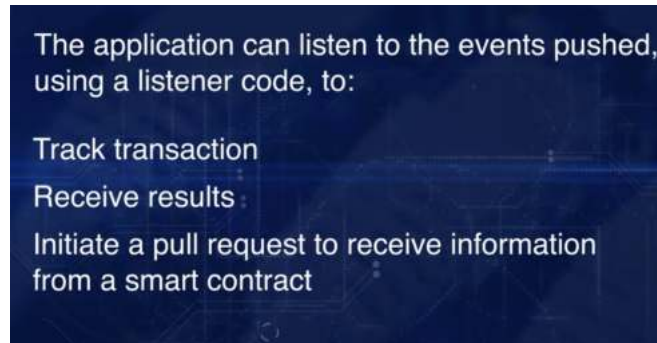 The application can listen to the events pushed,
using a listener code, to:
Track transaction
Receive results
Initiate a pull request to receive information
from a smart contract